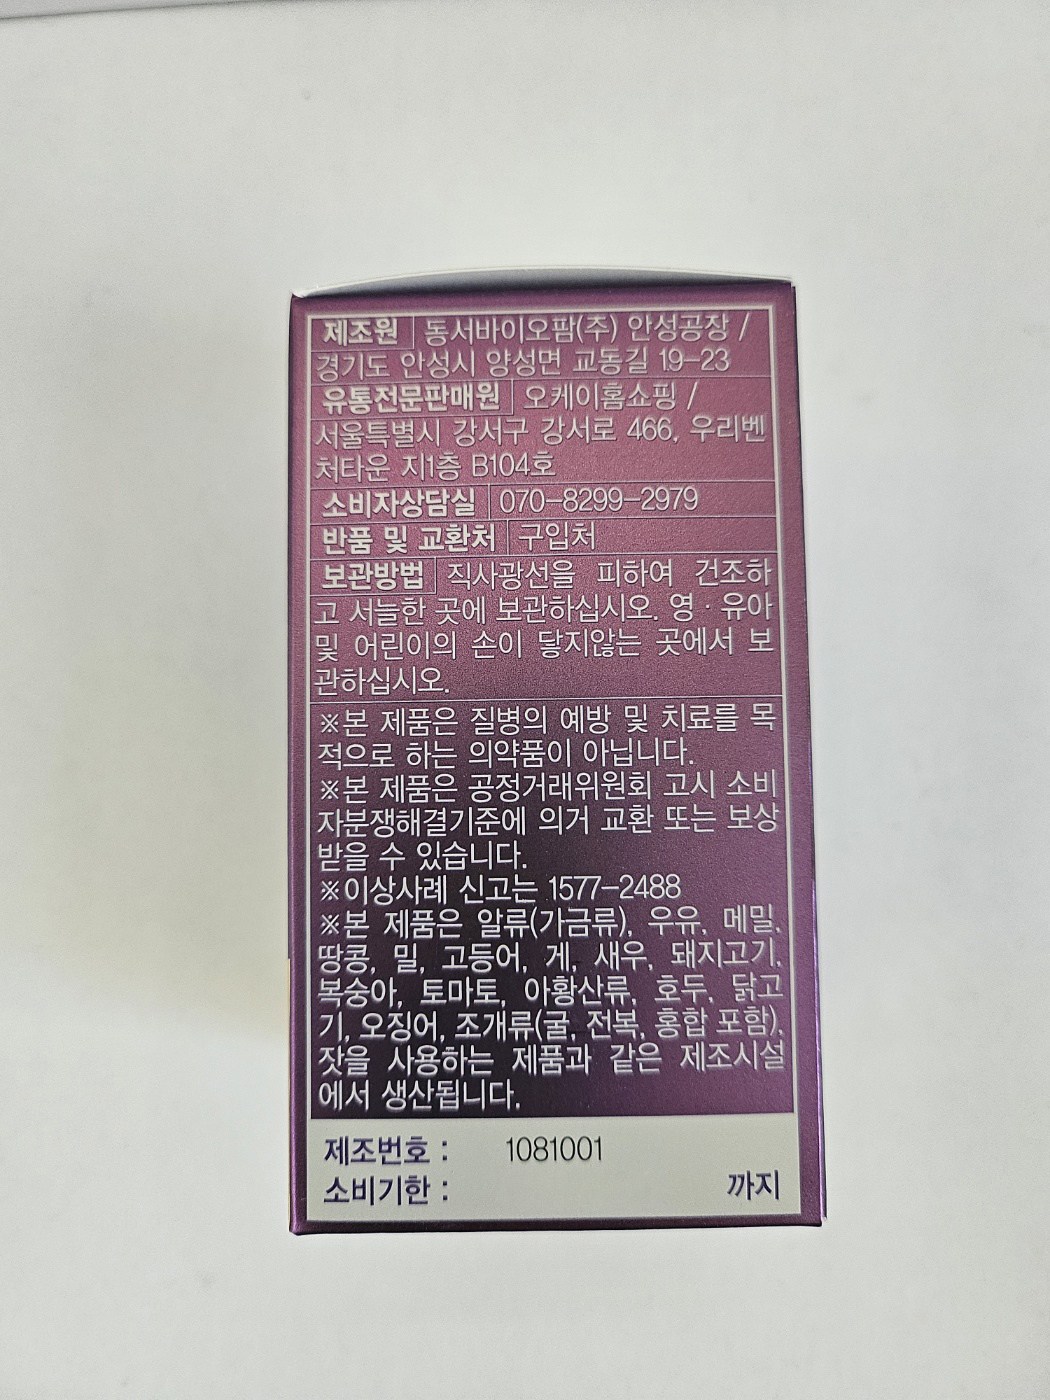 제조원 동서바이오팜(주) 안성공장 /
경기도 안성시 양성면 교동길 19-23
유통전문판매원 오케이홈쇼핑 /
서울특별시 강서구 강서로 466, 우리벤
처타운 지1층 B104호
소비자상담실 070-8299-2979
반품 및 교환처 구입처
보관방법 직사광선을 피하여 건조하
고 서늘한 곳에 보관하십시오. 영·유아
및 어린이의 손이 닿지않는 곳에서 보
관하십시오.
※본 제품은 질병의 예방 및 치료를 목
적으로 하는 의약품이 아닙니다.
※본 제품은 공정거래위원회 고시 소비
자분쟁해결기준에 의거 교환 또는 보상
받을 수 있습니다.
※이상사례 신고는 1577-2488
※본 제품은 알류(가금류), 우유, 메밀,
땅콩, 밀, 고등어, 게, 새우, 돼지고기,
복숭아, 토마토, 아황산류, 호두, 닭고
기, 오징어, 조개류(굴, 전복, 홍합 포함),
잣을 사용하는 제품과 같은 제조시설
에서 생산됩니다.
제조번호 : 1081001
소비기한 : 까지